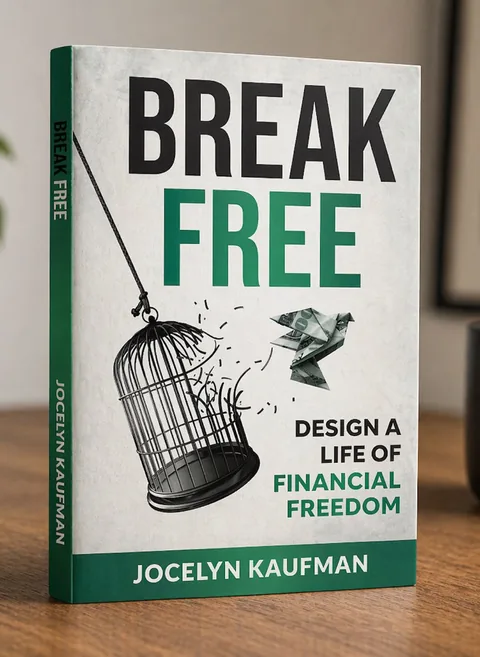 BREAK
FREE
DESIGN A
LIFE OF
FINANCIAL
FREEDOM
JOCELYN KAUFMAN
BREAK FREE
JOCELYN KAUFMAN